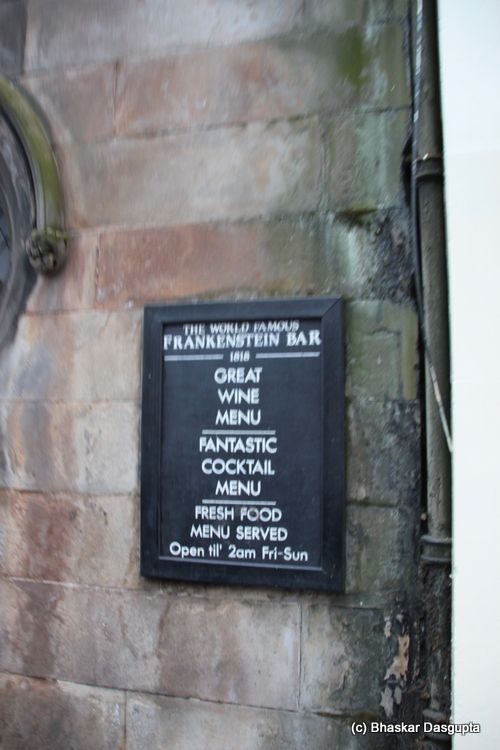 THE WORLD FAMOUS
FRANKENSTEIN BAR
1818
GREAT
WINE
MENU
FANTASTIC
COCKTAIL
MENU
FRESH FOOD
MENU SERVED
Open til' 2am Fri-Sun
(c) Bhaskar Dasgupta